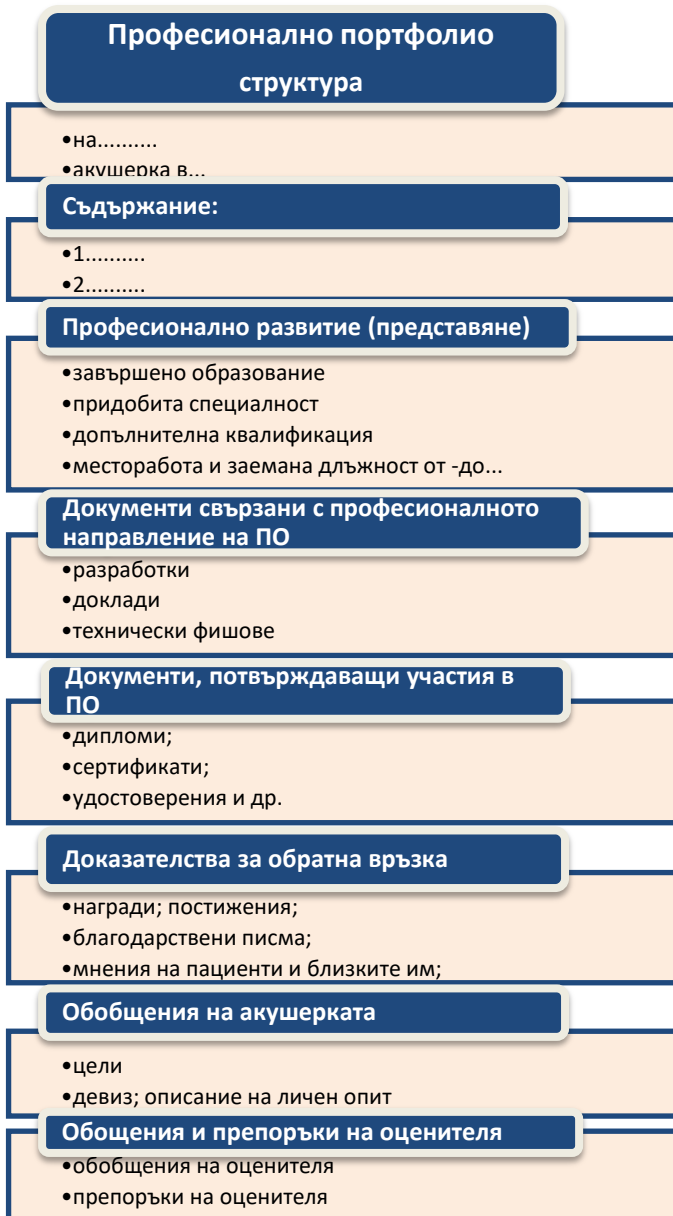 Професионално портфолио
структура
•на..........
•акушерка в...
Съдържание:
•1..........
•2..........
Професионално развитие (представяне)
•завършено образование
•придобита специалност
•допълнителна квалификация
•месторабота и заемана длъжност от -до...
Документи свързани с професионалното
направление на ПО
•разработки
•доклади
•технически фишове
Документи, потвърждаващи участия в
ПО
•дипломи;
•сертификати;
•удостоверения и др.
Доказателства за обратна връзка
•награди; постижения;
•благодарствени писма;
•мнения на пациенти и близките им;
Обобщения на акушерката
•цели
•девиз; описание на личен опит
Обощения и препоръки на оценителя
•обобщения на оценителя
•препоръки на оценителя